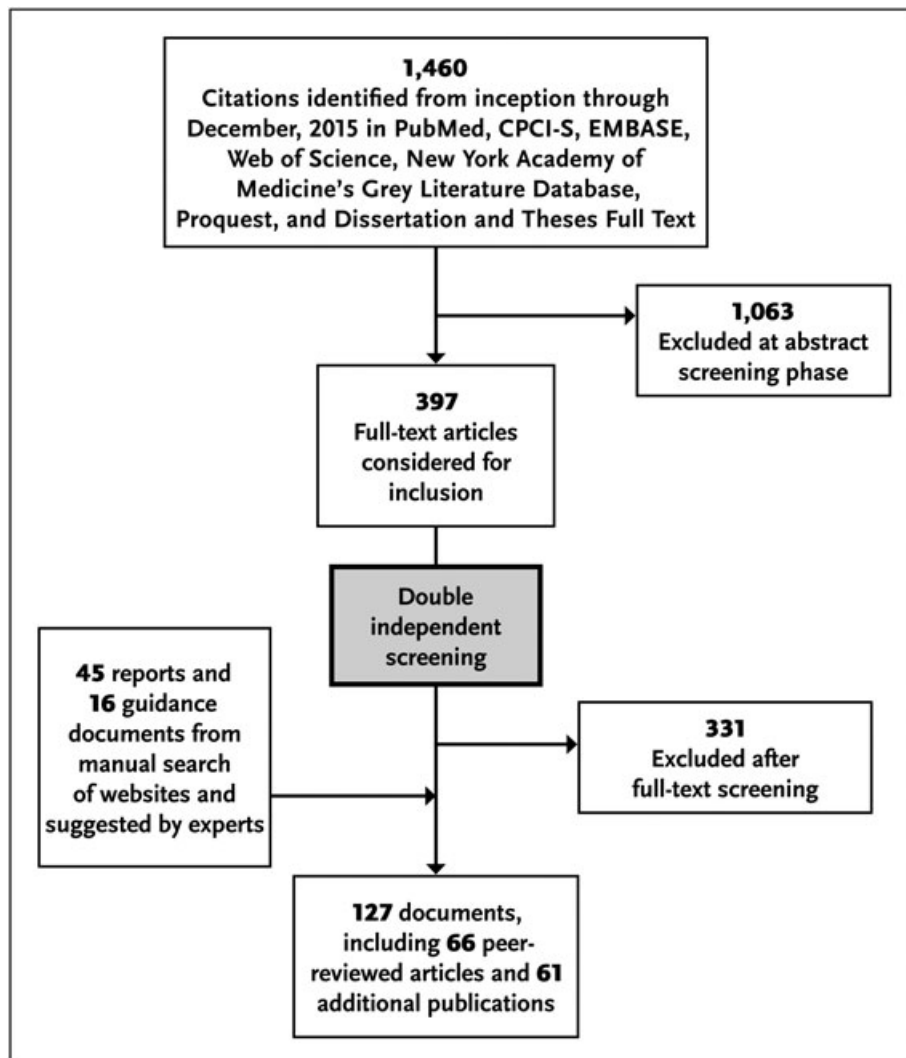 1,460
Citations identified from inception through
December, 2015 in PubMed, CPCI-S, EMBASE,
Web of Science, New York Academy of
Medicine's Grey Literature Database,
Proquest, and Dissertation and Theses Full Text
1,063
Excluded at abstract
screening phase
397
Full-text articles
considered for
inclusion
Double
independent
screening
45 reports and
16 guidance
documents from
manual search
of websites and
suggested by experts
331
Excluded after
full-text screening
127 documents,
including 66 peer-
reviewed articles and 61
additional publications